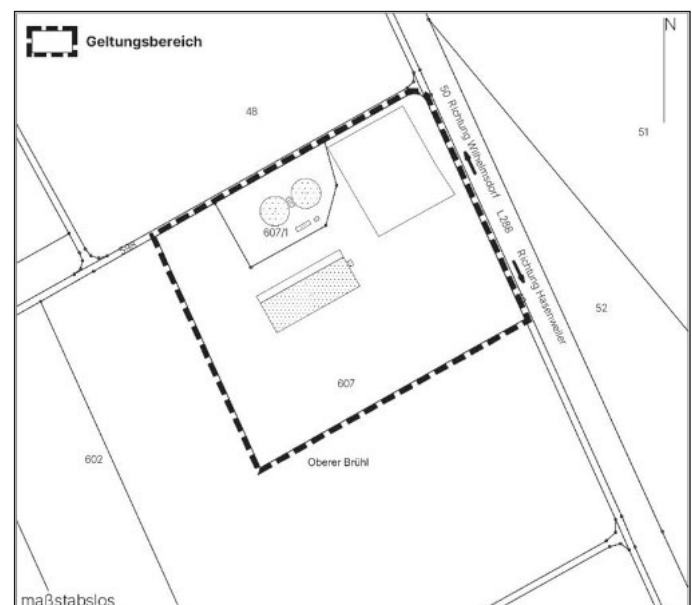 Geltungsbereich
N
48
51
50 Richtung Wilhelmsdorf
L288
Richtung Hasenweiler
607/1
52
607
602
Oberer Brühl
maßstabslos